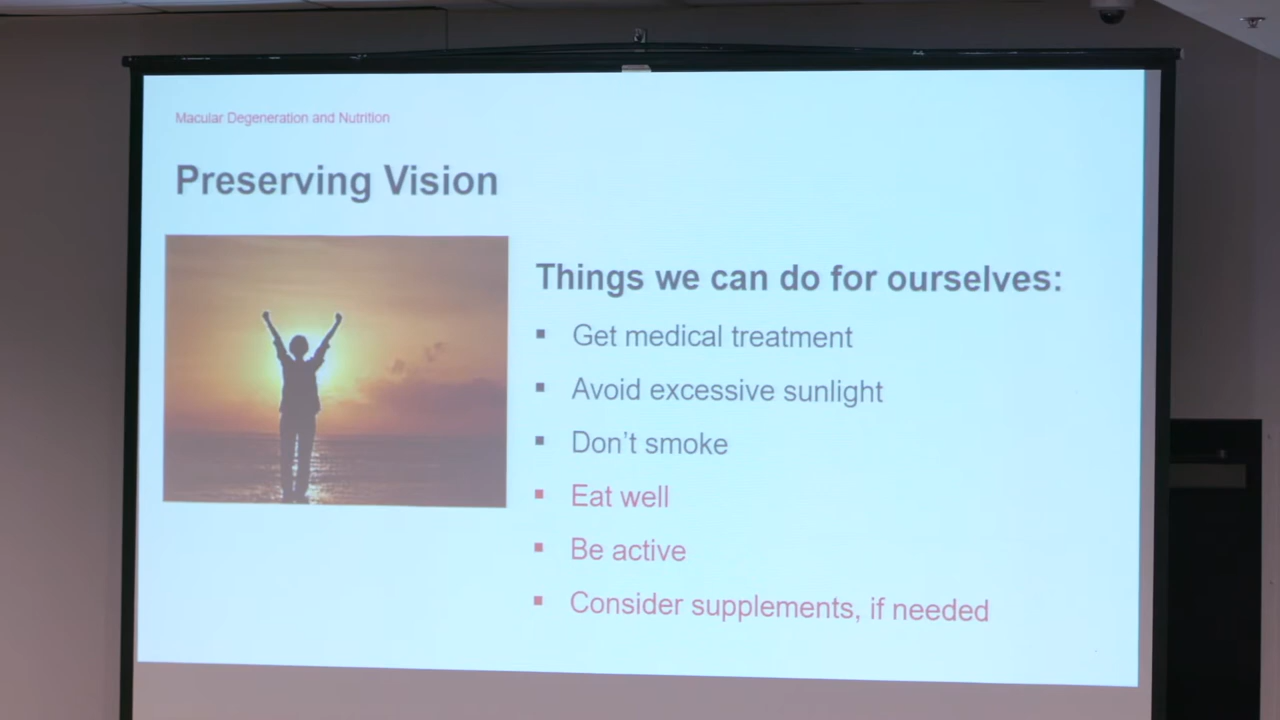 Macular Degeneration and Nutrition
Preserving Vision
Things we can do for ourselves:
▪ Get medical treatment
▪ Avoid excessive sunlight
▪ Don’t smoke
▪ Eat well
▪ Be active
▪ Consider supplements, if needed